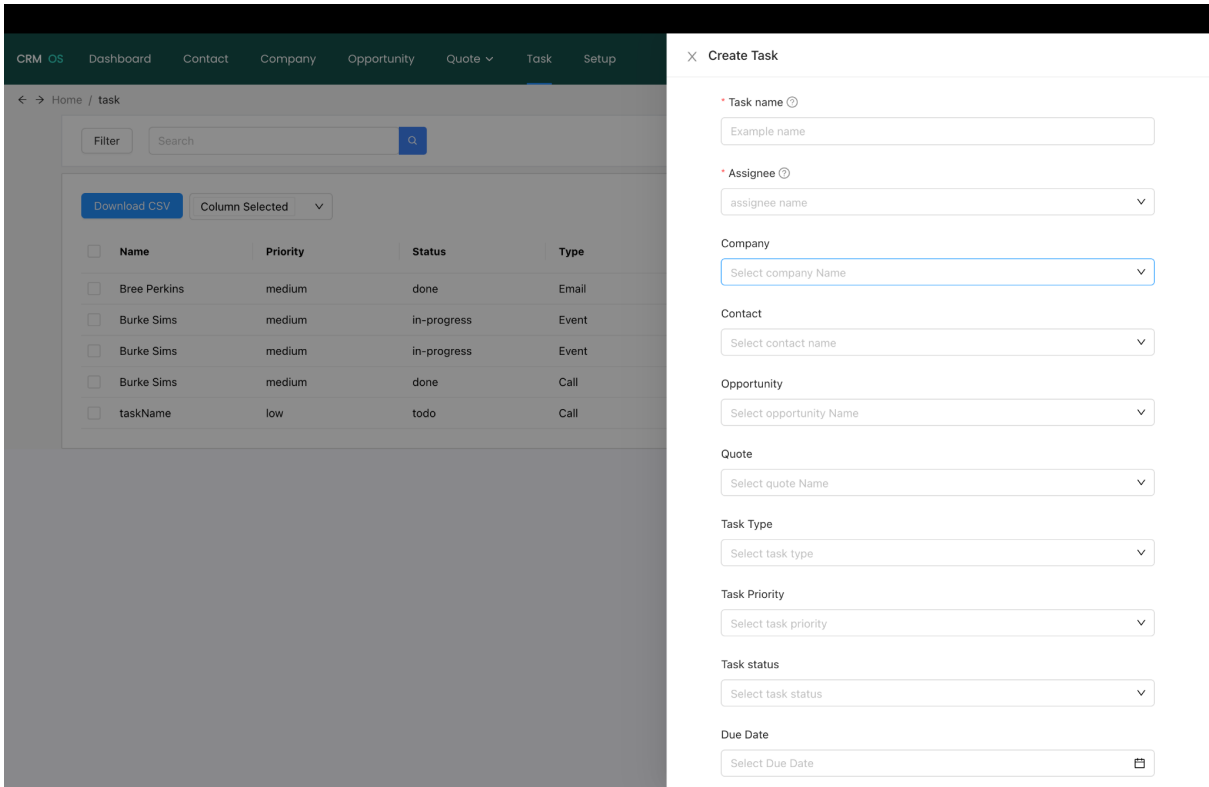 CRM OS Dashboard Contact Company Opportunity Quote Task Setup
Home / task
Filter Search
Download CSV Column Selected
Name Priority Status Type
Bree Perkins medium done Email
Burke Sims medium in-progress Event
Burke Sims medium in-progress Event
Burke Sims medium done Call
taskName low todo Call
Create Task
* Task name
Example name
* Assignee
assignee name
Company
Select company Name
Contact
Select contact name
Opportunity
Select opportunity Name
Quote
Select quote Name
Task Type
Select task type
Task Priority
Select task priority
Task status
Select task status
Due Date
Select Due Date